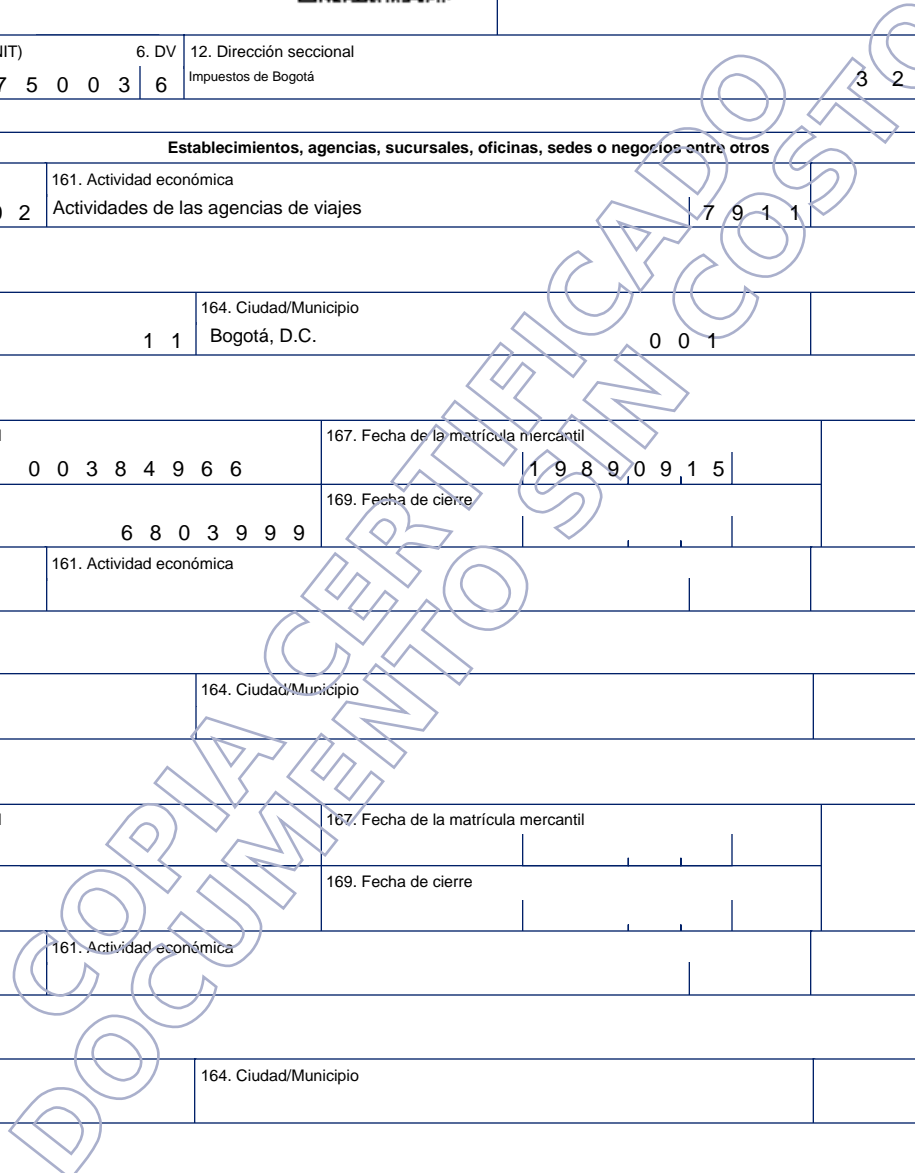 NIT) 6. DV 12. Dirección seccional
7 5 0 0 3 6 Impuestos de Bogotá 3 2
Establecimientos, agencias, sucursales, oficinas, sedes o negocios entre otros
161. Actividad económica
2 Actividades de las agencias de viajes 7 9 1 1
164. Ciudad/Municipio
1 1 Bogotá, D.C. 0 0 1
167. Fecha de la matrícula mercantil
0 0 3 8 4 9 6 6 1 9 8 9 0 9 1 5
169. Fecha de cierre
6 8 0 3 9 9 9
161. Actividad económica
164. Ciudad/Municipio
167. Fecha de la matrícula mercantil
169. Fecha de cierre
161. Actividad económica
164. Ciudad/Municipio
COPIA CERTIFICADO
DOCUMENTO SIN COSTO